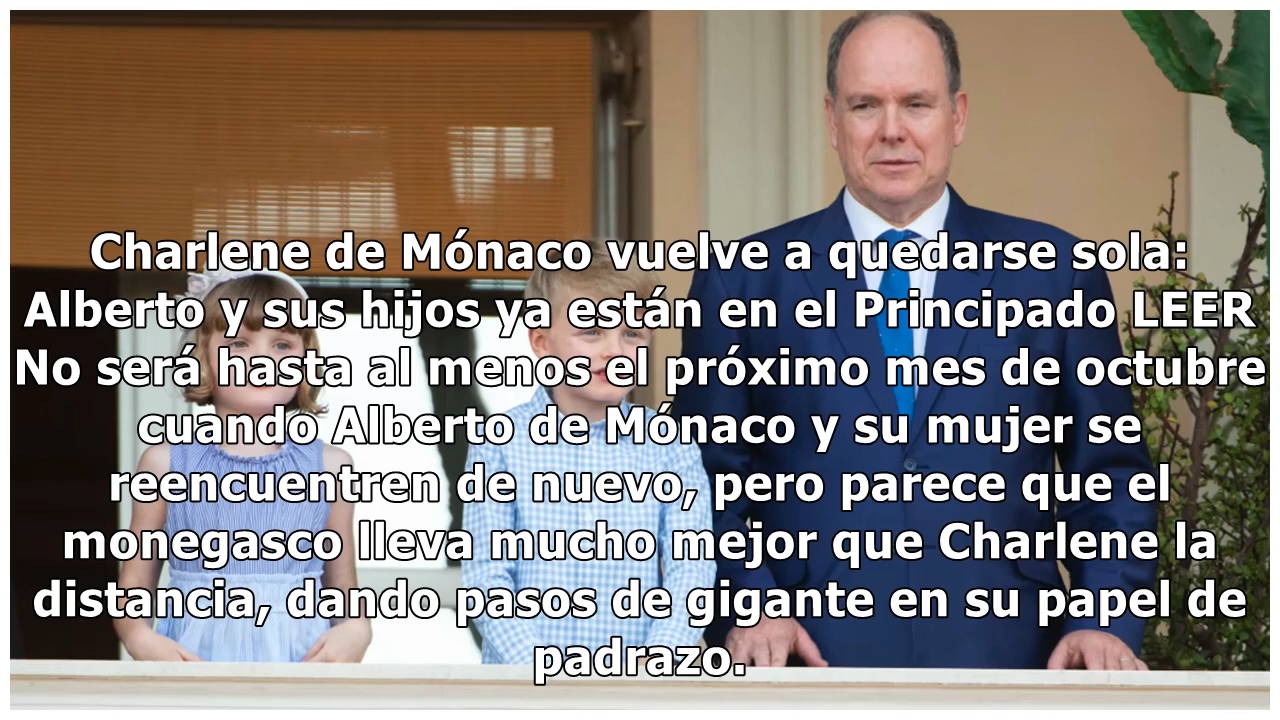 Charlene de Mónaco vuelve a quedarse sola:
Alberto y sus hijos ya están en el Principado LEER
No será hasta al menos el próximo mes de octubre
cuando Alberto de Mónaco y su mujer se
reencuentren de nuevo, pero parece que el
monegasco lleva mucho mejor que Charlene la
distancia, dando pasos de gigante en su papel de
padrazo.